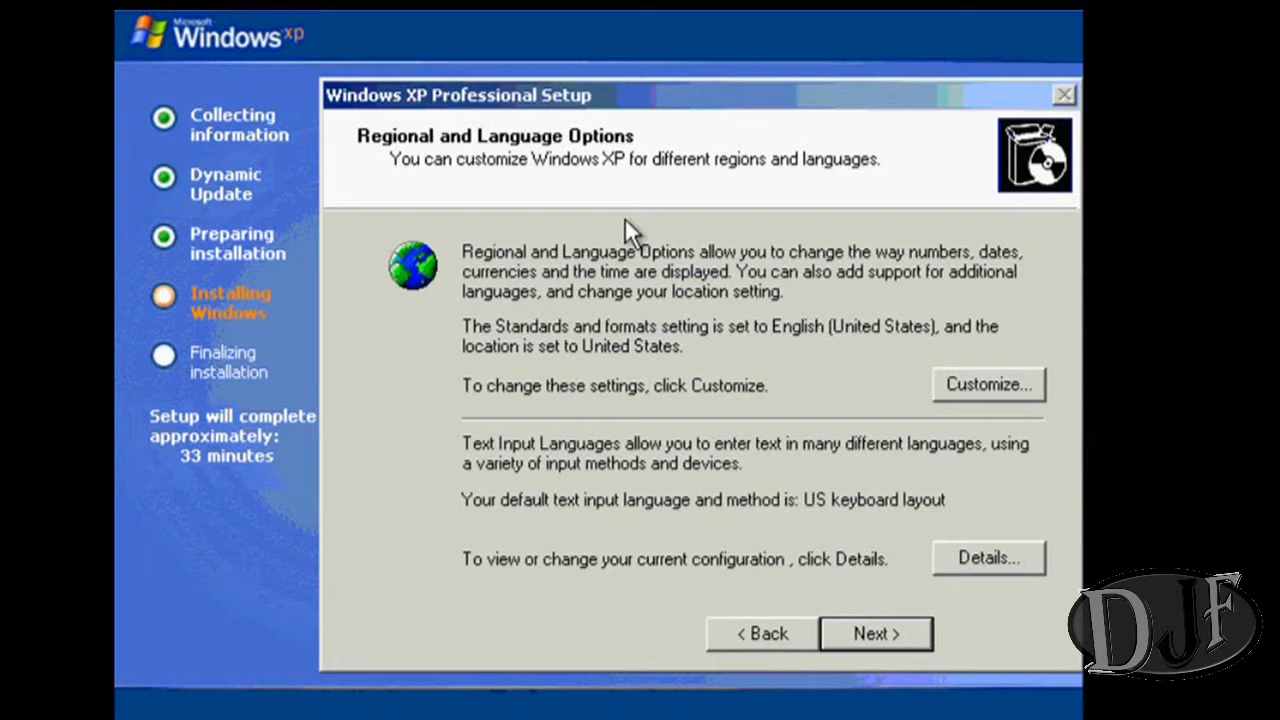 Microsoft
Windows xp
Collecting
information
Dynamic
Update
Preparing
installation
Installing
Windows
Finalizing
installation
Setup will complete
approximately:
33 minutes
Windows XP Professional Setup
Regional and Language Options
You can customize Windows XP for different regions and languages.
Regional and Language Options allow you to change the way numbers, dates,
currencies and the time are displayed. You can also add support for additional
languages, and change your location setting.
The Standards and formats setting is set to English (United States), and the
location is set to United States.
To change these settings, click Customize.
Customize...
Text Input Languages allow you to enter text in many different languages, using
a variety of input methods and devices.
Your default text input language and method is: US keyboard layout
To view or change your current configuration , click Details.
Details...
< Back
Next >
DJF